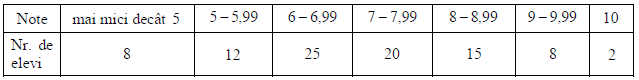 Note mai mici decât 5 5 – 5,99 6 – 6,99 7 – 7,99 8 – 8,99 9 – 9,99 10
Nr. de elevi 8 12 25 20 15 8 2